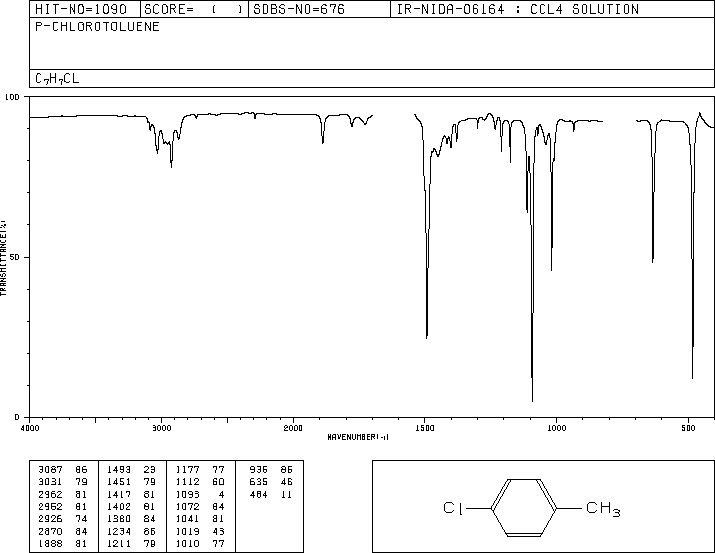 HIT-NO=1090 SCORE= ( ) SDBS-NO=676 IR-NIDA-06164 : CCL4 SOLUTION
P-CHLOROTOLUENE
C7H7CL
100
50
0
TRANSMITTANCE(%)
4000 3000 2000 1500 1000 500
WAVENUMBER(-1)
3087 86 1493 23 1177 77 936 86
3031 79 1451 79 1112 60 635 46
2962 81 1417 81 1093 4 484 11
2952 81 1402 81 1072 84
2926 74 1380 84 1041 81
2870 84 1234 86 1019 43
1888 81 1211 79 1010 77
Cl CH3